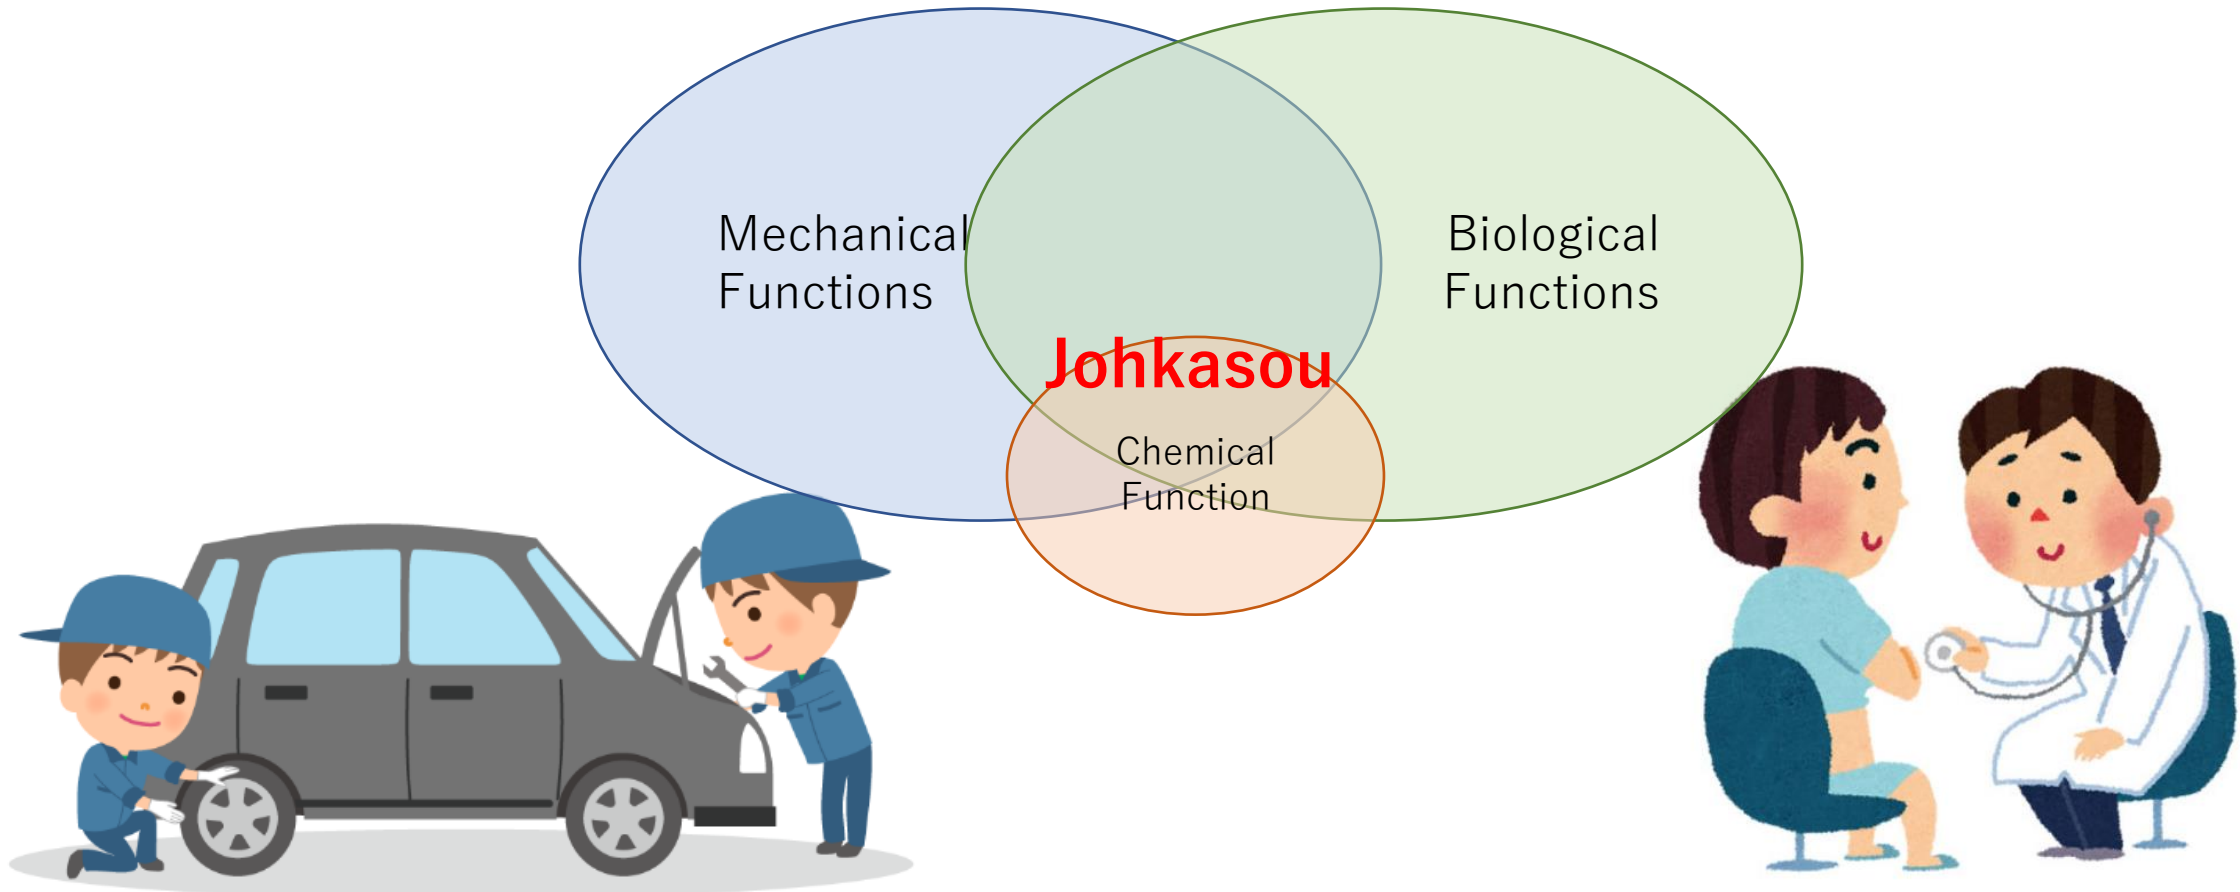 Mechanical
Functions
Biological
Functions
Johkasou
Chemical
Function